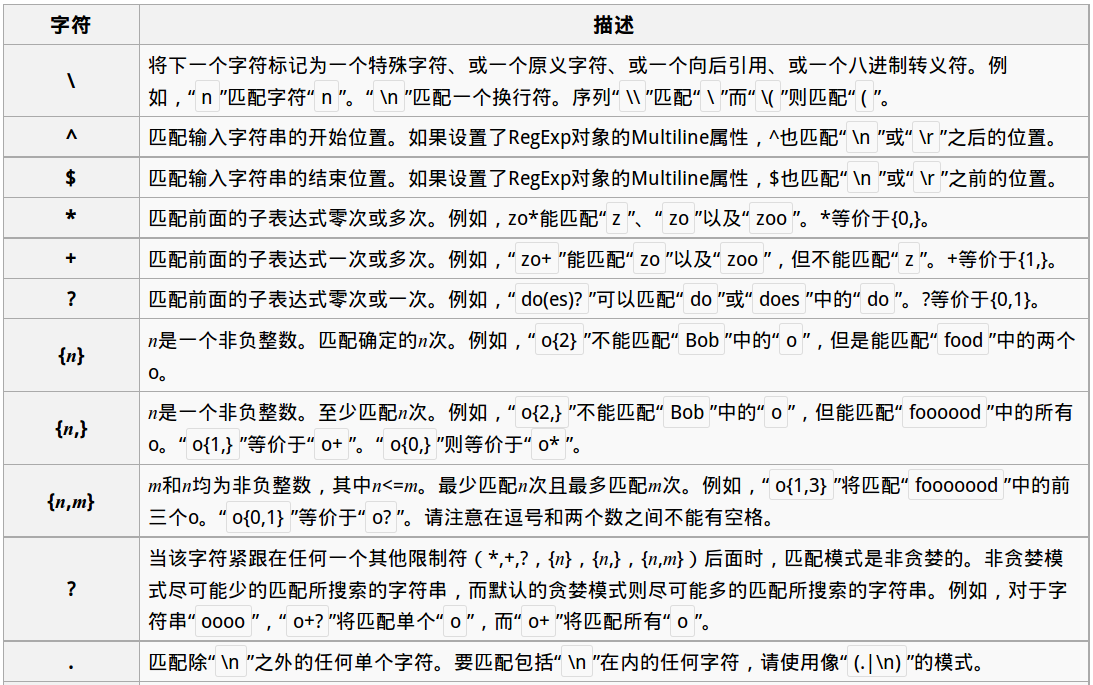 字符 描述
\ 将下一个字符标记为一个特殊字符、或一个原义字符、或一个向后引用、或一个八进制转义符。例
如，“n”匹配字符“n”。“\n”匹配一个换行符。序列“\\”匹配“\”而“\(”则匹配“(”。
^ 匹配输入字符串的开始位置。如果设置了RegExp对象的Multiline属性，^也匹配“\n”或“\r”之后的位置。
$ 匹配输入字符串的结束位置。如果设置了RegExp对象的Multiline属性，$也匹配“\n”或“\r”之前的位置。
* 匹配前面的子表达式零次或多次。例如，zo*能匹配“z”、“zo”以及“zoo”。*等价于{0,}。
+ 匹配前面的子表达式一次或多次。例如，“zo+”能匹配“zo”以及“zoo”，但不能匹配“z”。+等价于{1,}。
? 匹配前面的子表达式零次或一次。例如，“do(es)?”可以匹配“do”或“does”中的“do”。?等价于{0,1}。
{n} n是一个非负整数。匹配确定的n次。例如，“o{2}”不能匹配“Bob”中的“o”，但是能匹配“food”中的两个
o。
{n,} n是一个非负整数。至少匹配n次。例如，“o{2,}”不能匹配“Bob”中的“o”，但能匹配“foooood”中的所有
o。“o{1,}”等价于“o+”。“o{0,}”则等价于“o*”。
{n,m} m和n均为非负整数，其中n<=m。最少匹配n次且最多匹配m次。例如，“o{1,3}”将匹配“fooooood”中的前
三个o。“o{0,1}”等价于“o?”。请注意在逗号和两个数之间不能有空格。
? 当该字符紧跟在任何一个其他限制符（*,+,?，{n}，{n,}，{n,m}）后面时，匹配模式是非贪婪的。非贪婪模
式尽可能少的匹配所搜索的字符串，而默认的贪婪模式则尽可能多的匹配所搜索的字符串。例如，对于字
符串“oooo”，“o+?”将匹配单个“o”，而“o+”将匹配所有“o”。
. 匹配除“\n”之外的任何单个字符。要匹配包括“\n”在内的任何字符，请使用像“(.|\n)”的模式。